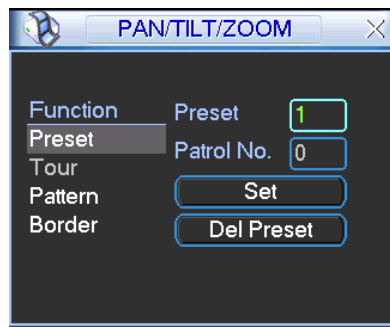 PAN/TILT/ZOOM
Function
Preset
Tour
Pattern
Border
Preset 1
Patrol No. 0
Set
Del Preset